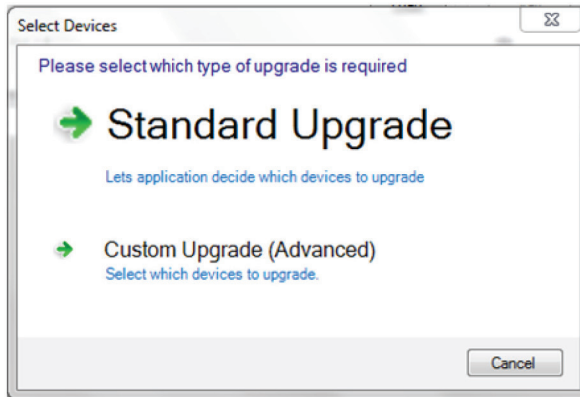 Select Devices
Please select which type of upgrade is required
Standard Upgrade
Lets application decide which devices to upgrade
Custom Upgrade (Advanced)
Select which devices to upgrade.
Cancel